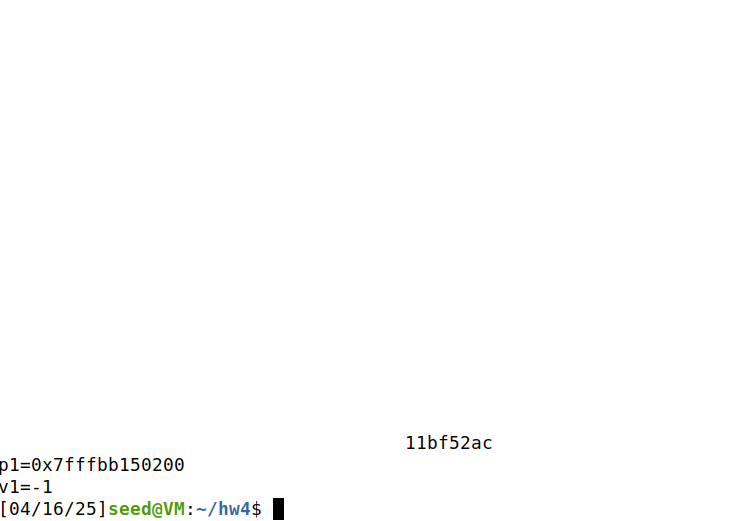 11bf52ac
p1=0x7fffbb150200
v1=-1
[04/16/25]seed@VM:~/hw4$